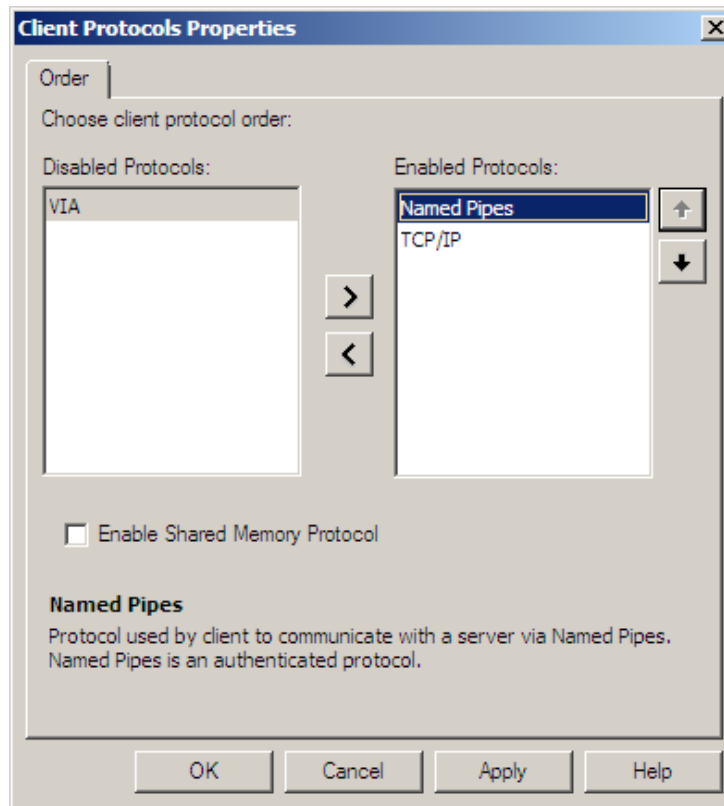 Client Protocols Properties
Order
Choose client protocol order:
Disabled Protocols:
Enabled Protocols:
VIA
Named Pipes
TCP/IP
Enable Shared Memory Protocol
Named Pipes
Protocol used by client to communicate with a server via Named Pipes.
Named Pipes is an authenticated protocol.
OK
Cancel
Apply
Help